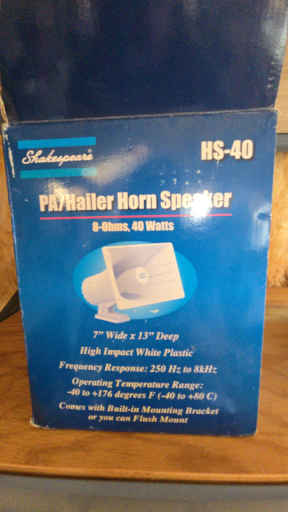 Shakespeare
HS-40
PA/Hailer Horn Speaker
8-Ohms, 40 Watts
7" Wide x 13" Deep
High Impact White Plastic
Frequency Response: 250 Hz to 8kHz
Operating Temperature Range:
-40 to +176 degrees F (-40 to +80 C)
Comes with Built-in Mounting Bracket
or you can Flush Mount